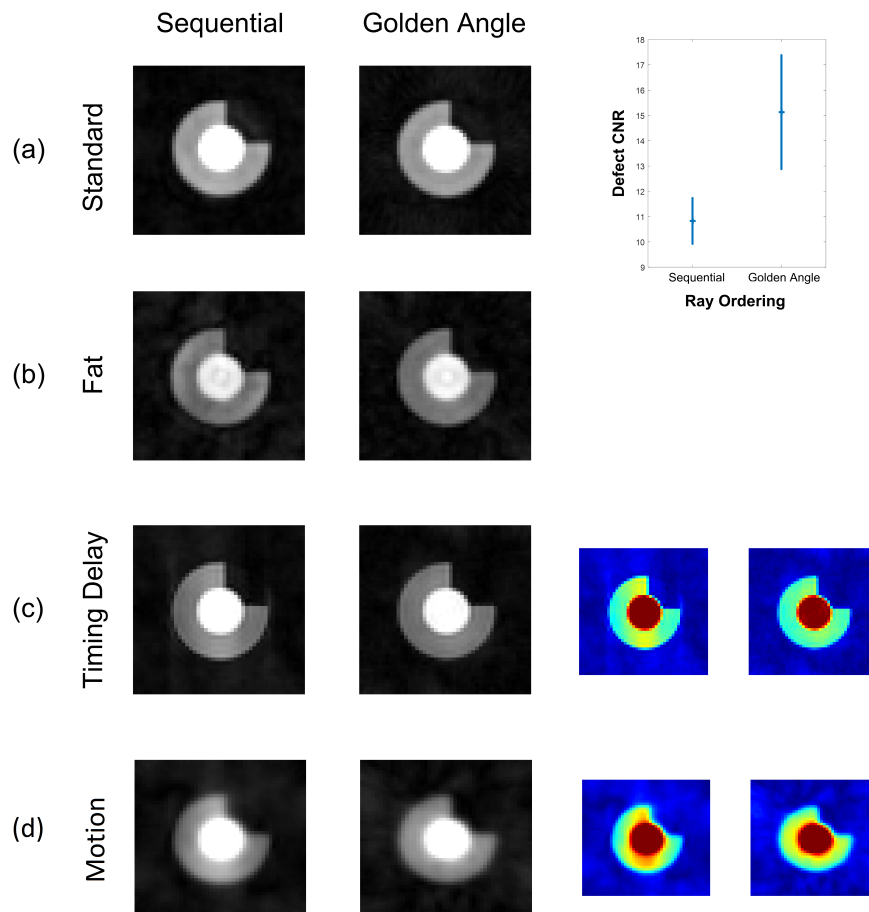 Sequential
Golden Angle
(a)
Standard
18
17
16
15
14
13
12
11
10
9
Defect CNR
Sequential
Golden Angle
Ray Ordering
(b)
Fat
(c)
Timing Delay
(d)
Motion